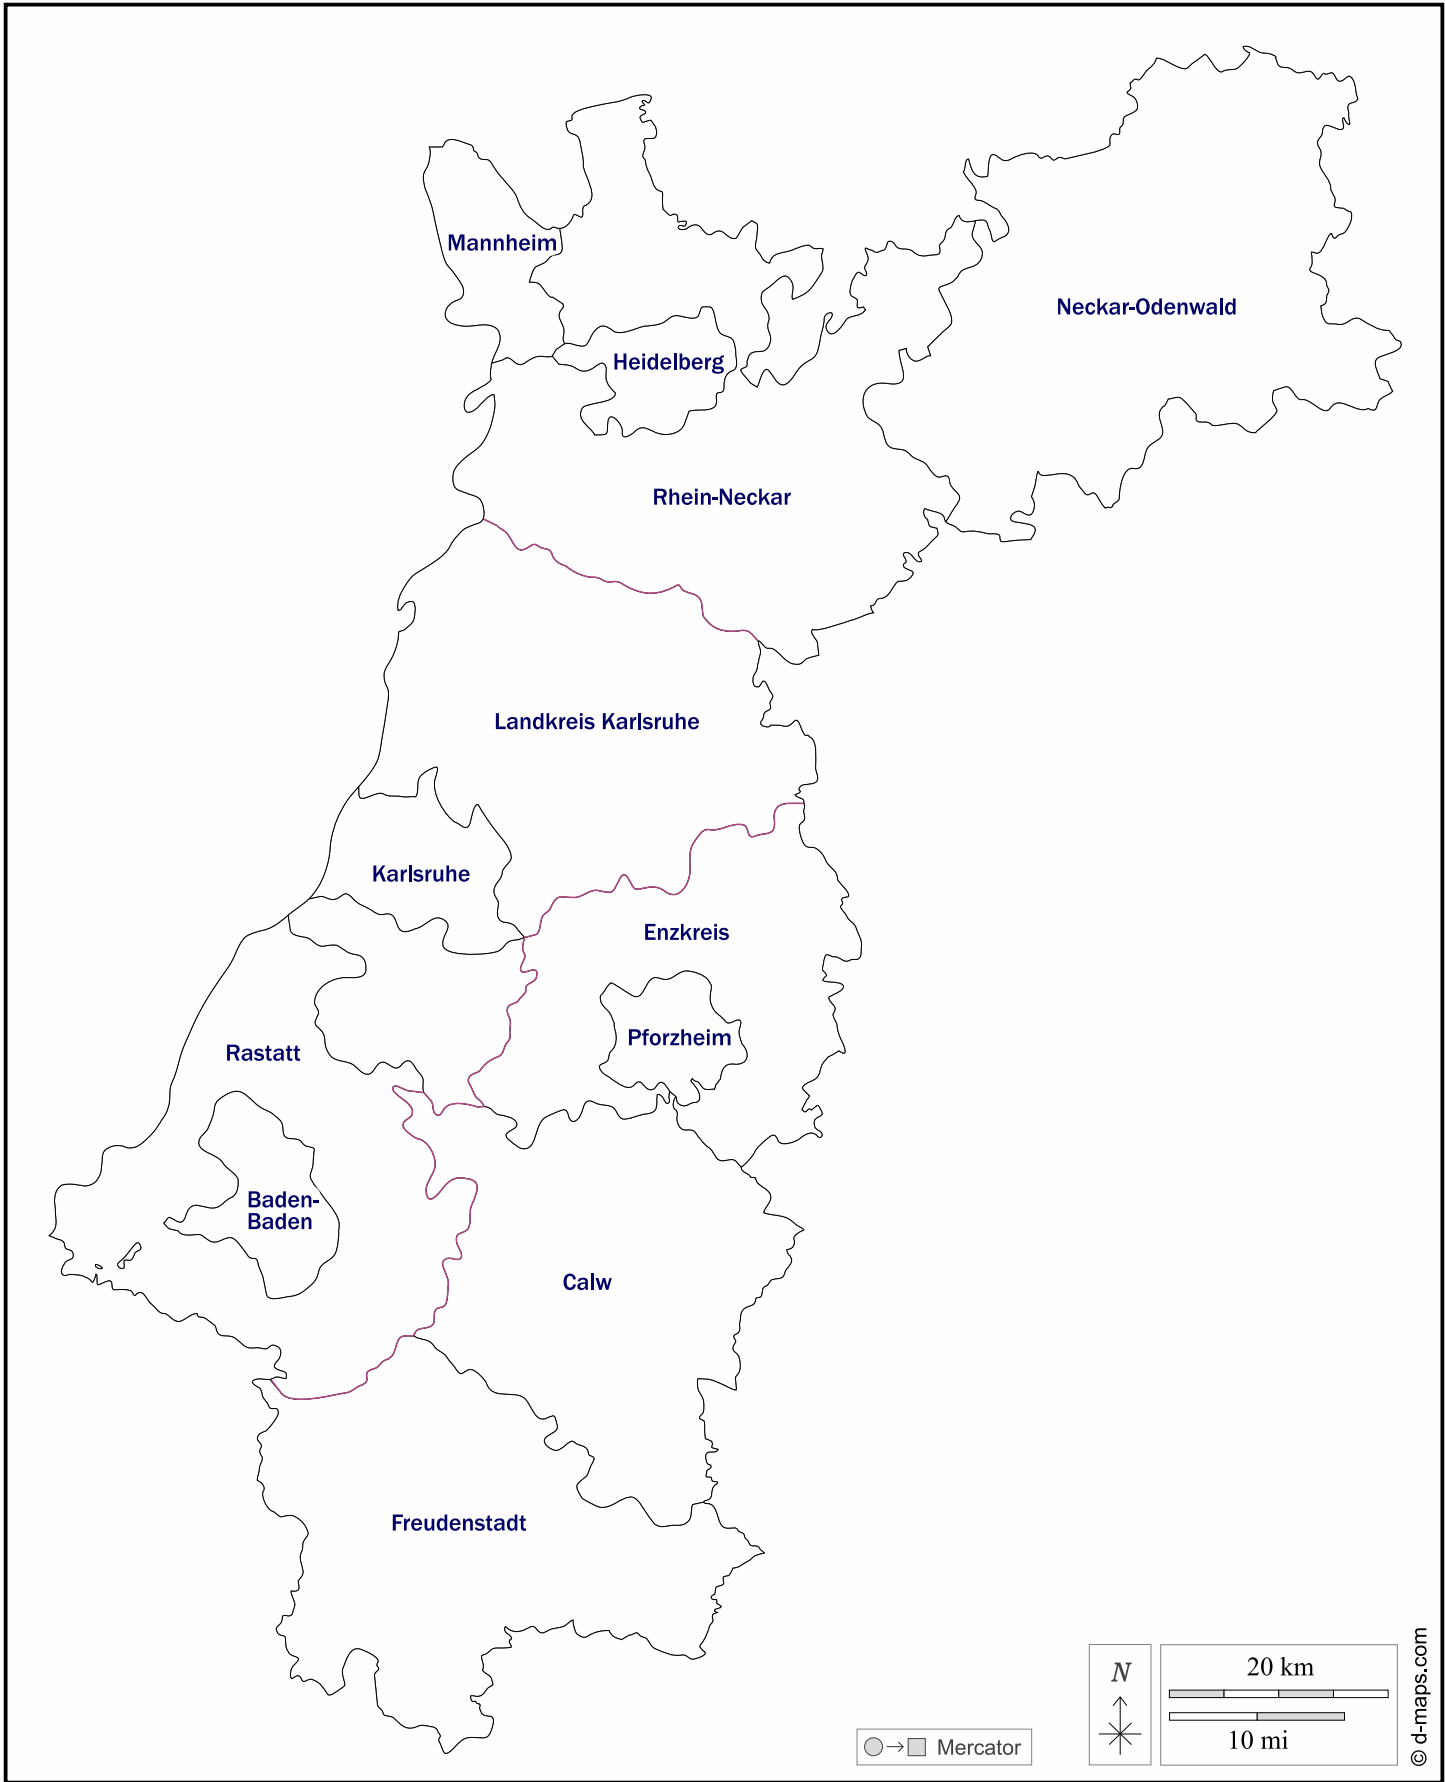 Mannheim
Neckar-Odenwald
Heidelberg
Rhein-Neckar
Landkreis Karlsruhe
Karlsruhe
Enzkreis
Pforzheim
Rastatt
Baden-
Baden
Calw
Freudenstadt
N
20 km
10 mi
Mercator
© d-maps.com